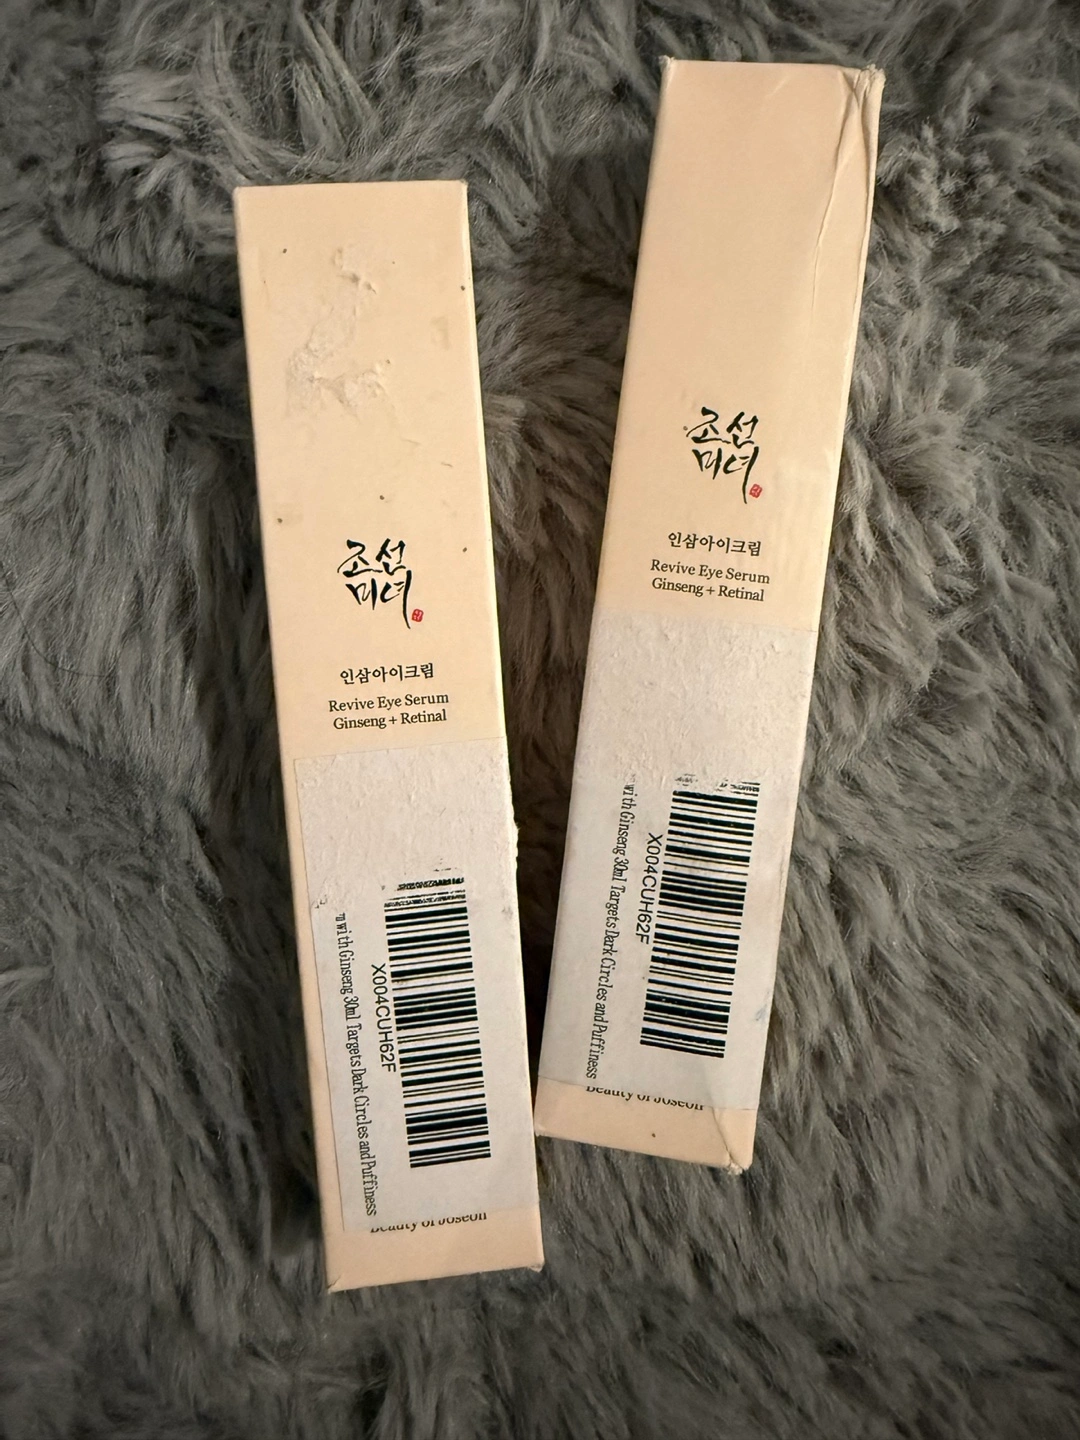 조선
미녀
인삼아이크림
Revive Eye Serum
Ginseng + Retinal
X004CUH62F
with Ginseng 30ml Targets Dark Circles and Puffiness
Beauty of Joseon
조선
미녀
인삼아이크림
Revive Eye Serum
Ginseng + Retinal
X004CUH62F
with Ginseng 30ml Targets Dark Circles and Puffiness
Beauty of Joseon